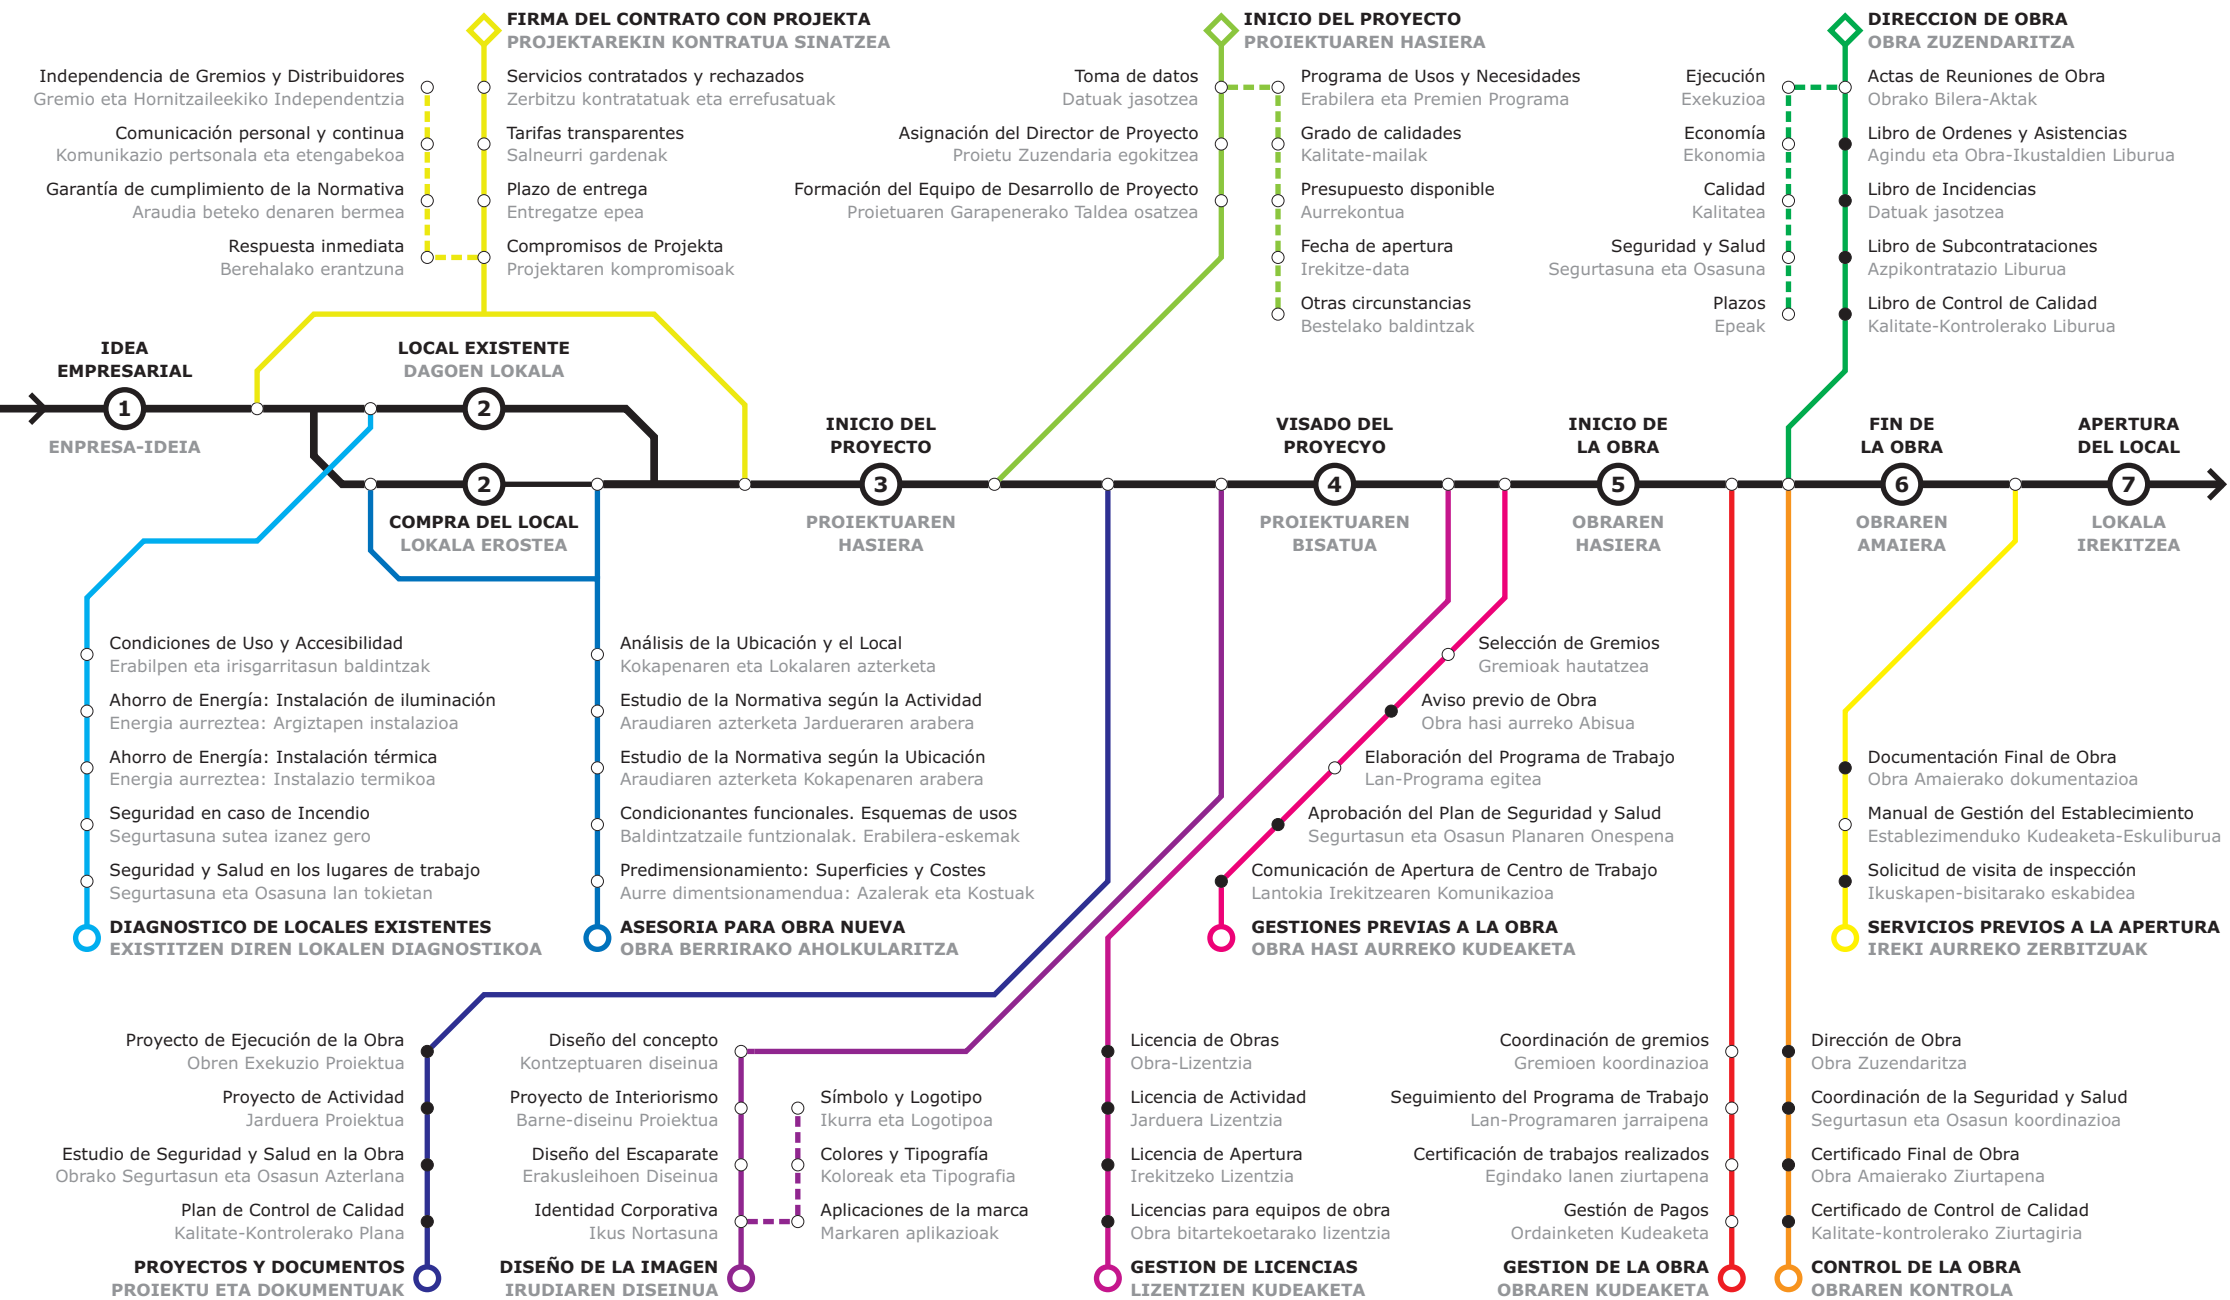 FIRMA DEL CONTRATO CON PROJEKTA
PROJEKTAREKIN KONTRATUA SINATZEA
Independencia de Gremios y Distribuidores
Gremio eta Hornitzaileekiko Independentzia
Comunicación personal y continua
Komunikazio pertsonala eta etengabekoa
Garantía de cumplimiento de la Normativa
Araudia beteko denaren bermea
Respuesta inmediata
Berehalako erantzuna
Servicios contratados y rechazados
Zerbitzu kontratatuak eta errefusatuak
Tarifas transparentes
Salneurri gardenak
Plazo de entrega
Entregatze epea
Compromisos de Projekta
Projektaren kompromisoak
INICIO DEL PROYECTO
PROIEKTUAREN HASIERA
Toma de datos
Datuak jasotzea
Asignación del Director de Proyecto
Proietu Zuzendaria egokitzea
Formación del Equipo de Desarrollo de Proyecto
Proietuaren Garapenerako Taldea osatzea
Programa de Usos y Necesidades
Erabilera eta Premien Programa
Grado de calidades
Kalitate-mailak
Presupuesto disponible
Aurrekontua
Fecha de apertura
Irekitze-data
Otras circunstancias
Bestelako baldintzak
DIRECCION DE OBRA
OBRA ZUZENDARITZA
Ejecución
Exekuzioa
Economía
Ekonomia
Calidad
Kalitatea
Seguridad y Salud
Segurtasuna eta Osasuna
Plazos
Epeak
Actas de Reuniones de Obra
Obrako Bilera-Aktak
Libro de Ordenes y Asistencias
Agindu eta Obra-Ikustaldien Liburua
Libro de Incidencias
Datuak jasotzea
Libro de Subcontrataciones
Azpikontratazio Liburua
Libro de Control de Calidad
Kalitate-Kontrolerako Liburua
IDEA
EMPRESARIAL
1
ENPRESA-IDEIA
LOCAL EXISTENTE
DAGOEN LOKALA
2
2
COMPRA DEL LOCAL
LOKALA EROSTEA
INICIO DEL
PROYECTO
3
PROIEKTUAREN
HASIERA
VISADO DEL
PROYECYO
4
PROIEKTUAREN
BISATUA
INICIO DE
LA OBRA
5
OBRAREN
HASIERA
FIN DE
LA OBRA
6
OBRAREN
AMAIERA
APERTURA
DEL LOCAL
7
LOKALA
IREKITZEA
Condiciones de Uso y Accesibilidad
Erabilpen eta irisgarritasun baldintzak
Ahorro de Energía: Instalación de iluminación
Energia aurreztea: Argiztapen instalazioa
Ahorro de Energía: Instalación térmica
Energia aurreztea: Instalazio termikoa
Seguridad en caso de Incendio
Segurtasuna sutea izanez gero
Seguridad y Salud en los lugares de trabajo
Segurtasuna eta Osasuna lan tokietan
DIAGNOSTICO DE LOCALES EXISTENTES
EXISTITZEN DIREN LOKALEN DIAGNOSTIKOA
Análisis de la Ubicación y el Local
Kokapenaren eta Lokalaren azterketa
Estudio de la Normativa según la Actividad
Araudiaren azterketa Jardueraren arabera
Estudio de la Normativa según la Ubicación
Araudiaren azterketa Kokapenaren arabera
Condicionantes funcionales. Esquemas de usos
Baldintzatzaile funtzionalak. Erabilera-eskemak
Predimensionamiento: Superficies y Costes
Aurre dimentsionamendua: Azalerak eta Kostuak
ASESORIA PARA OBRA NUEVA
OBRA BERRIRAKO AHOLKULARITZA
Selección de Gremios
Gremioak hautatzea
Aviso previo de Obra
Obra hasi aurreko Abisua
Elaboración del Programa de Trabajo
Lan-Programa egitea
Aprobación del Plan de Seguridad y Salud
Segurtasun eta Osasun Planaren Onespena
Comunicación de Apertura de Centro de Trabajo
Lantokia Irekitzearen Komunikazioa
GESTIONES PREVIAS A LA OBRA
OBRA HASI AURREKO KUDEAKETA
Documentación Final de Obra
Obra Amaierako dokumentazioa
Manual de Gestión del Establecimiento
Establezimenduko Kudeaketa-Eskuliburua
Solicitud de visita de inspección
Ikuskapen-bisitarako eskabidea
SERVICIOS PREVIOS A LA APERTURA
IREKI AURREKO ZERBITZUAK
Proyecto de Ejecución de la Obra
Obren Exekuzio Proiektua
Proyecto de Actividad
Jarduera Proiektua
Estudio de Seguridad y Salud en la Obra
Obrako Segurtasun eta Osasun Azterlana
Plan de Control de Calidad
Kalitate-Kontrolerako Plana
PROYECTOS Y DOCUMENTOS
PROIEKTU ETA DOKUMENTUAK
Diseño del concepto
Kontzeptuaren diseinua
Proyecto de Interiorismo
Barne-diseinu Proiektua
Diseño del Escaparate
Erakusleihoen Diseinua
Identidad Corporativa
Ikus Nortasuna
DISEÑO DE LA IMAGEN
IRUDIAREN DISEINUA
Símbolo y Logotipo
Ikurra eta Logotipoa
Colores y Tipografía
Koloreak eta Tipografia
Aplicaciones de la marca
Markaren aplikazioak
Licencia de Obras
Obra-Lizentzia
Licencia de Actividad
Jarduera Lizentzia
Licencia de Apertura
Irekitzeko Lizentzia
Licencias para equipos de obra
Obra bitartekoetarako lizentzia
GESTION DE LICENCIAS
LIZENTZIEN KUDEAKETA
Coordinación de gremios
Gremioen koordinazioa
Seguimiento del Programa de Trabajo
Lan-Programaren jarraipena
Certificación de trabajos realizados
Egindako lanen ziurtapena
Gestión de Pagos
Ordainketen Kudeaketa
GESTION DE LA OBRA
OBRAREN KUDEAKETA
Dirección de Obra
Obra Zuzendaritza
Coordinación de la Seguridad y Salud
Segurtasun eta Osasun koordinazioa
Certificado Final de Obra
Obra Amaierako Ziurtapena
Certificado de Control de Calidad
Kalitate-kontrolerako Ziurtagiria
CONTROL DE LA OBRA
OBRAREN KONTROLA